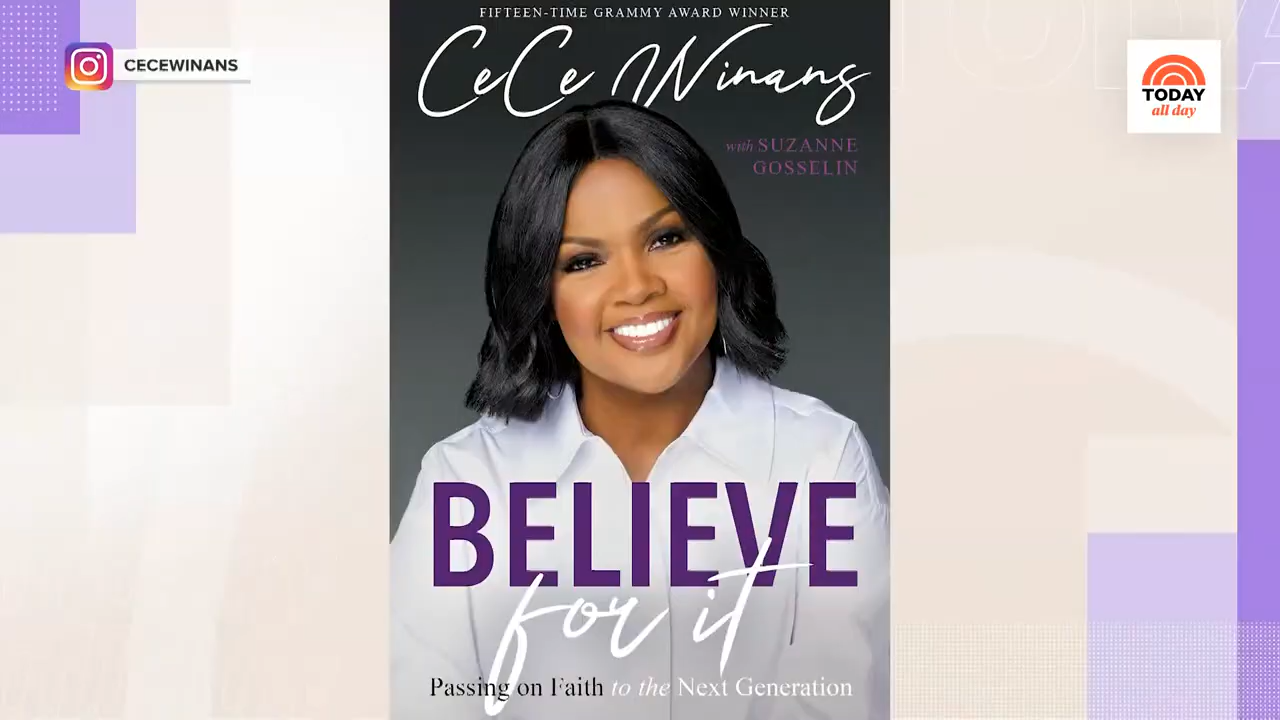 FIFTEEN-TIME GRAMMY AWARD WINNER
CeCe Winans
with SUZANNE
GOSSELIN
BELIEVE
for it
Passing on Faith to the Next Generation
CECEWINANS
TODAY
all day